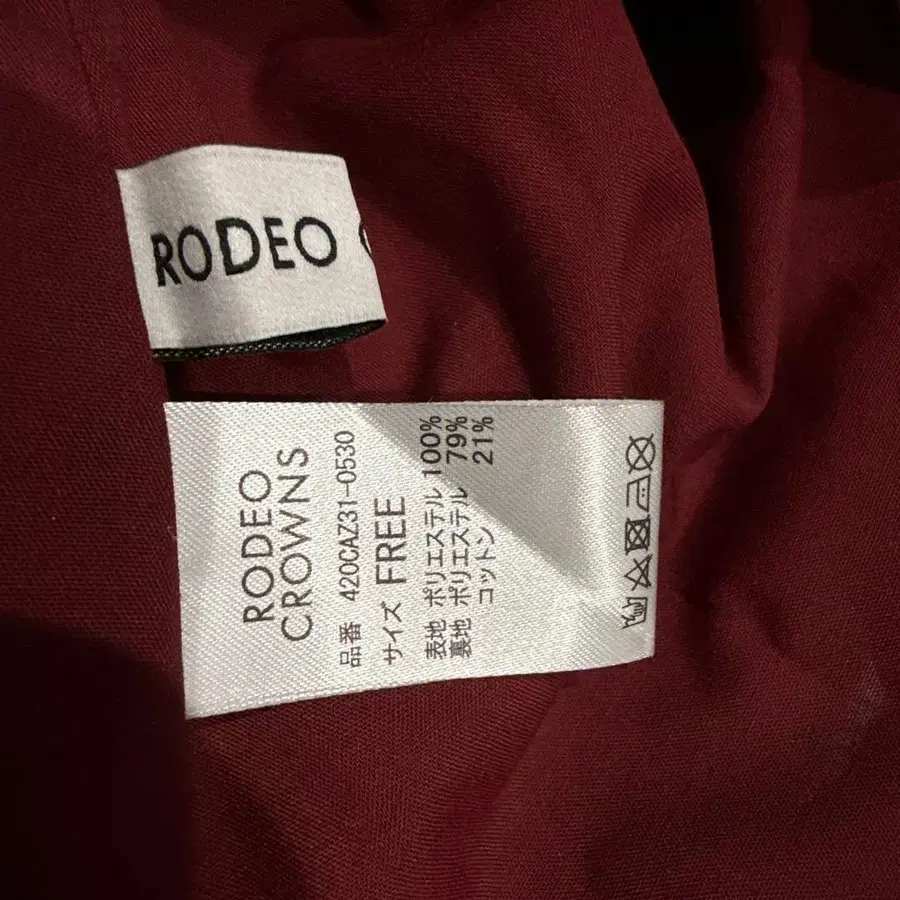 RODEO
RODEO
CROWNS
品番 420CAZ31-0530
サイズ FREE
表地 ポリエステル 100%
裏地 ポリエステル 79%
コットン 21%